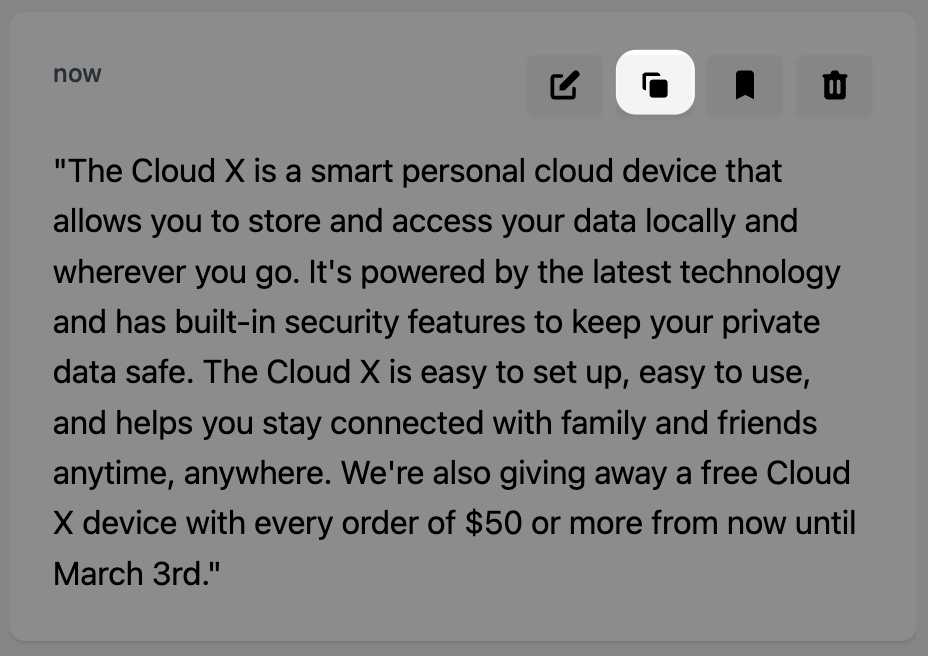 now
"The Cloud X is a smart personal cloud device that
allows you to store and access your data locally and
wherever you go. It's powered by the latest technology
and has built-in security features to keep your private
data safe. The Cloud X is easy to set up, easy to use,
and helps you stay connected with family and friends
anytime, anywhere. We're also giving away a free Cloud
X device with every order of $50 or more from now until
March 3rd."